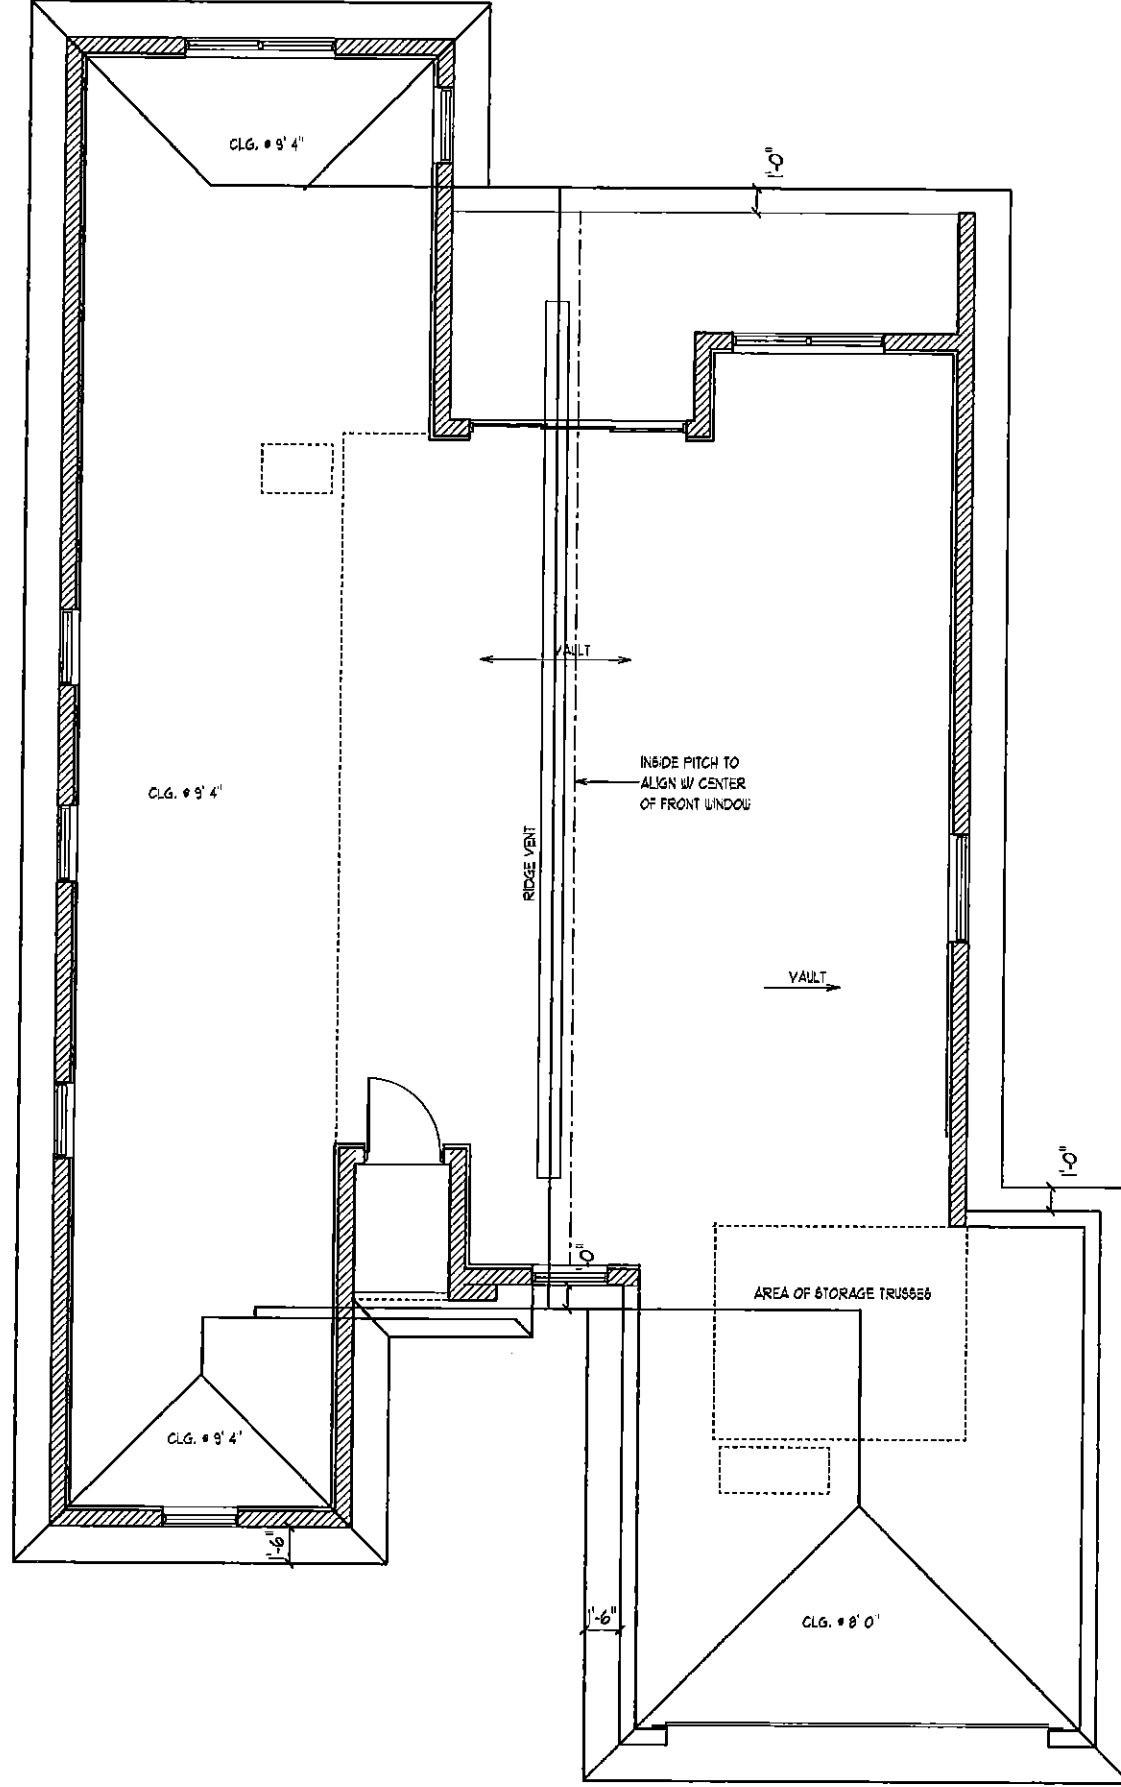 CLG. @ 9' 4"
1'-0"
VAULT
INSIDE PITCH TO
ALIGN W/ CENTER
OF FRONT WINDOW
CLG. @ 9' 4"
RIDGE VENT
VAULT
1'-0"
1'-0"
AREA OF STORAGE TRUSSES
CLG. @ 9' 4"
1'-6"
1'-6"
CLG. @ 8' 0"